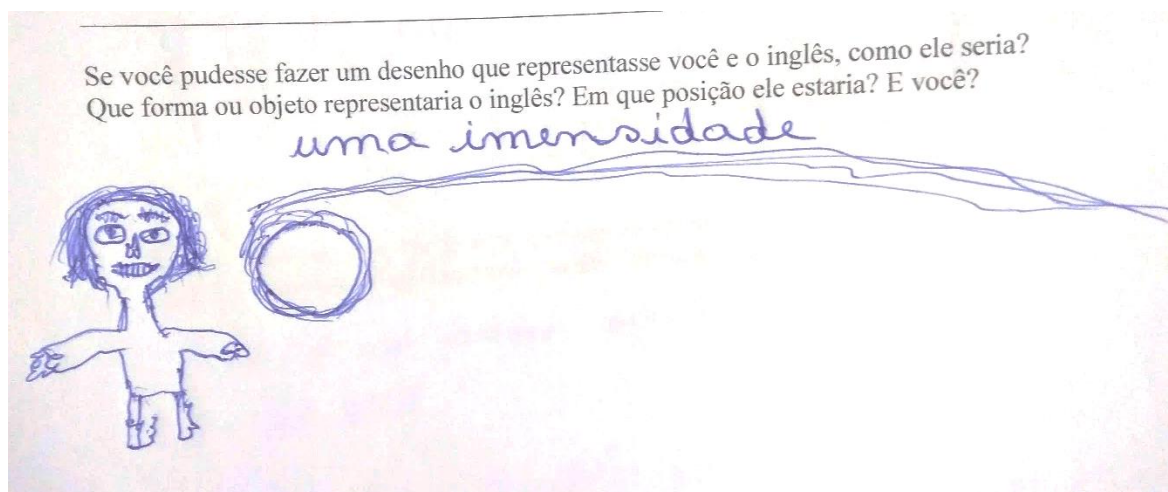 Se você pudesse fazer um desenho que representasse você e o inglês, como ele seria?
Que forma ou objeto representaria o inglês? Em que posição ele estaria? E você?
uma imensidade